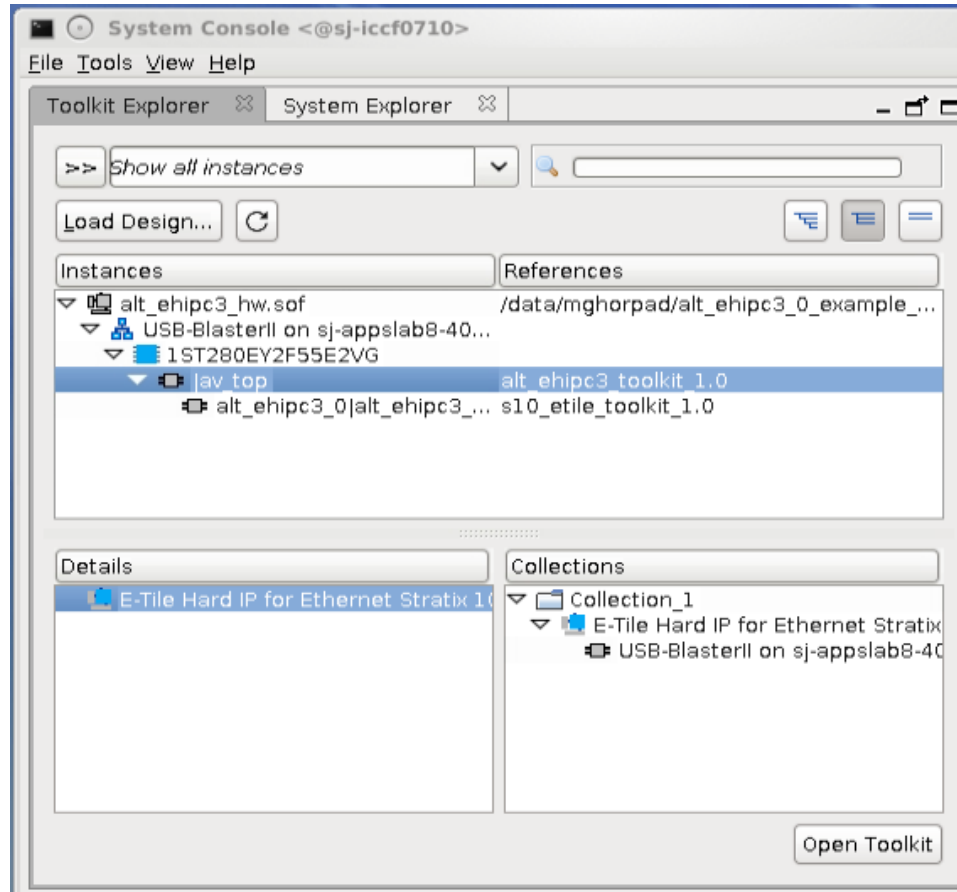 System Console <@sj-iccf0710>
File Tools View Help
Toolkit Explorer System Explorer
>> Show all instances
Load Design...
Instances References
alt_ehipc3_hw.sof /data/mghorpad/alt_ehipc3_0_example_...
USB-BlasterII on sj-appslab8-40...
1ST280EY2F55E2VG
|av_top alt_ehipc3_toolkit_1.0
alt_ehipc3_0|alt_ehipc3_... s10_etile_toolkit_1.0
Details Collections
E-Tile Hard IP for Ethernet Stratix 10 Collection_1
E-Tile Hard IP for Ethernet Stratix
USB-BlasterII on sj-appslab8-40
Open Toolkit